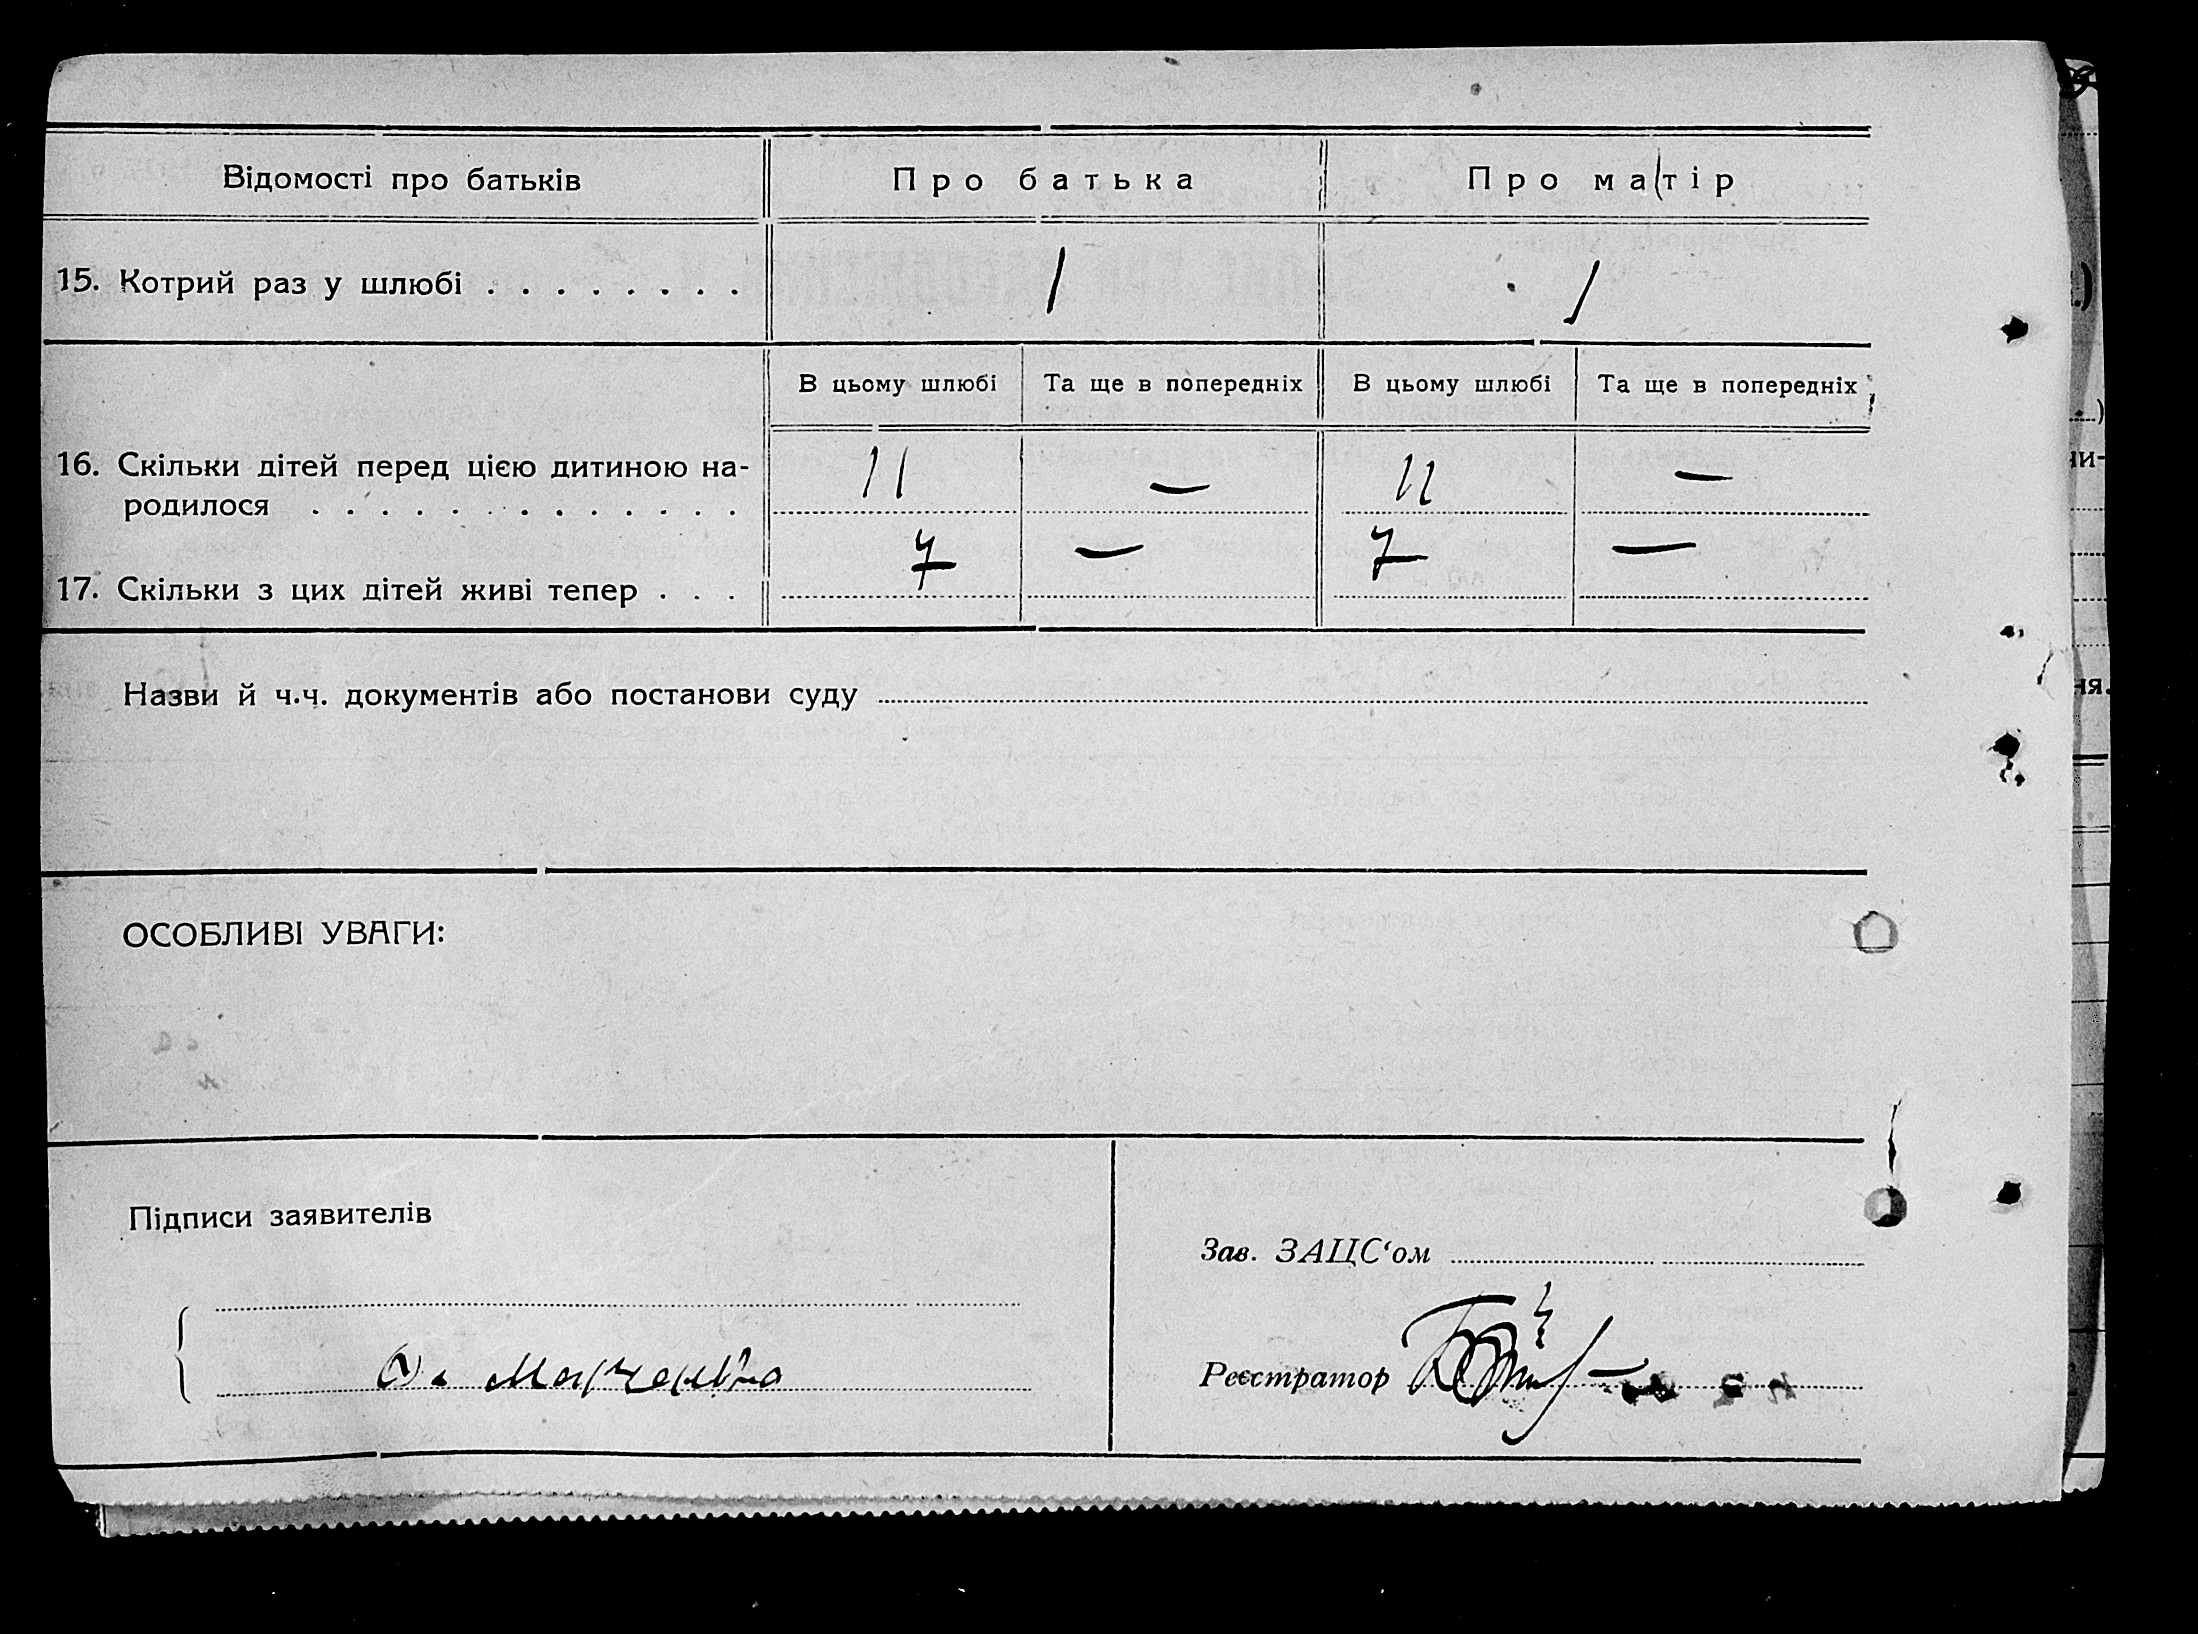 Відомості про батьків Про батька Про матір
15. Котрий раз у шлюбі . . . . . . . . 1 1
В цьому шлюбі Та ще в попередніх В цьому шлюбі Та ще в попередніх
16. Скільки дітей перед цією дитиною на- 11 — 11 —
родилося . . . . . . . . . . . . .
17. Скільки з цих дітей живі тепер . . . 7 — 7 —
Назви й ч.ч. документів або постанови суду
ОСОБЛИВІ УВАГИ:
Підписи заявителів
Зав. ЗАЦС‘ом
Марченко
Реєстратор